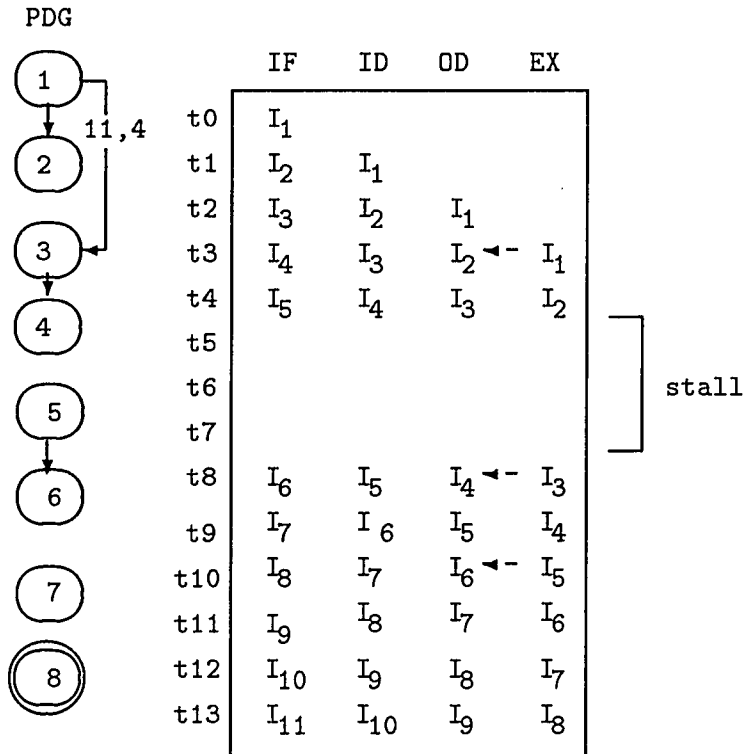 PDG
1
11,4
2
3
4
5
6
7
8
IF ID OD EX
t0 I1
t1 I2 I1
t2 I3 I2 I1
t3 I4 I3 I2 I1
t4 I5 I4 I3 I2
t5
t6
t7
stall
t8 I6 I5 I4 I3
t9 I7 I6 I5 I4
t10 I8 I7 I6 I5
t11 I9 I8 I7 I6
t12 I10 I9 I8 I7
t13 I11 I10 I9 I8